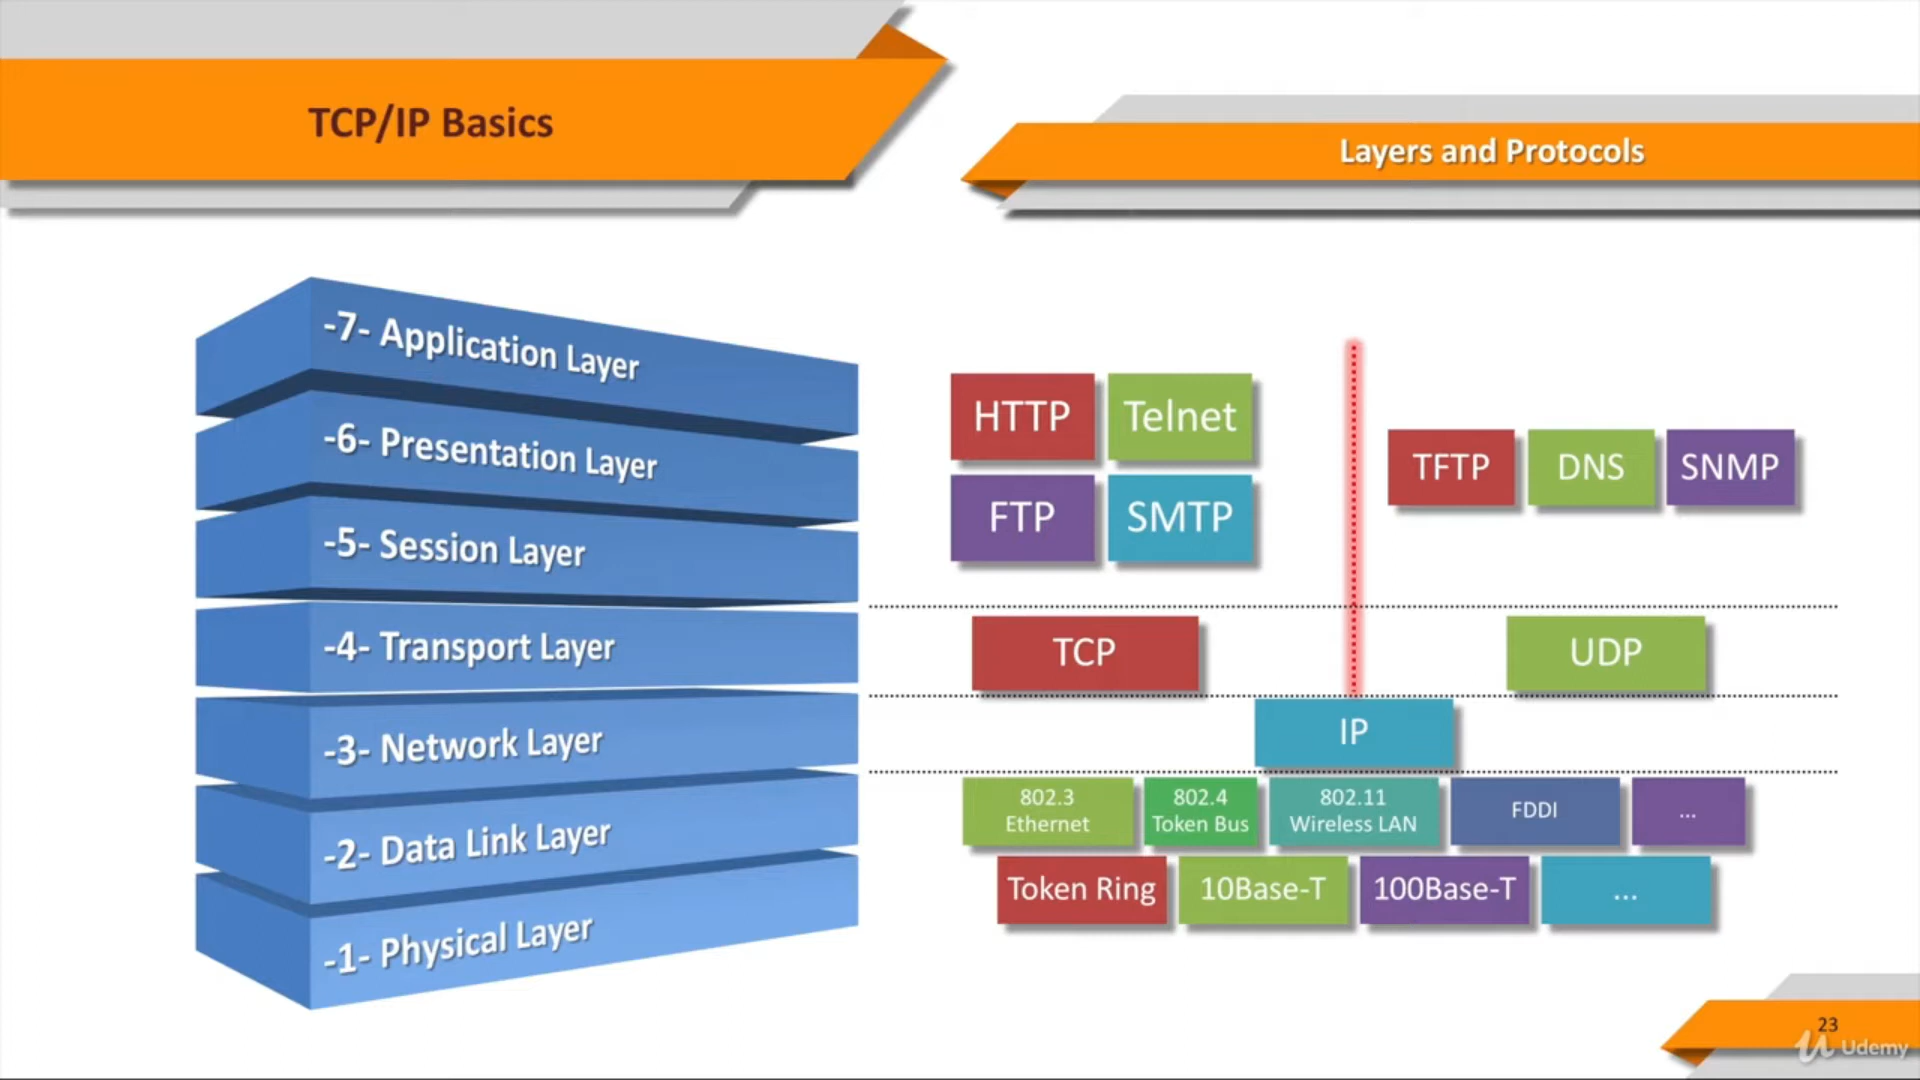 TCP/IP Basics
Layers and Protocols
-7- Application Layer
-6- Presentation Layer
-5- Session Layer
-4- Transport Layer
-3- Network Layer
-2- Data Link Layer
-1- Physical Layer
HTTP Telnet
FTP SMTP
TFTP DNS SNMP
TCP UDP
IP
802.3
Ethernet
802.4
Token Bus
802.11
Wireless LAN
FDDI
...
Token Ring 10Base-T 100Base-T ...
23
Udemy